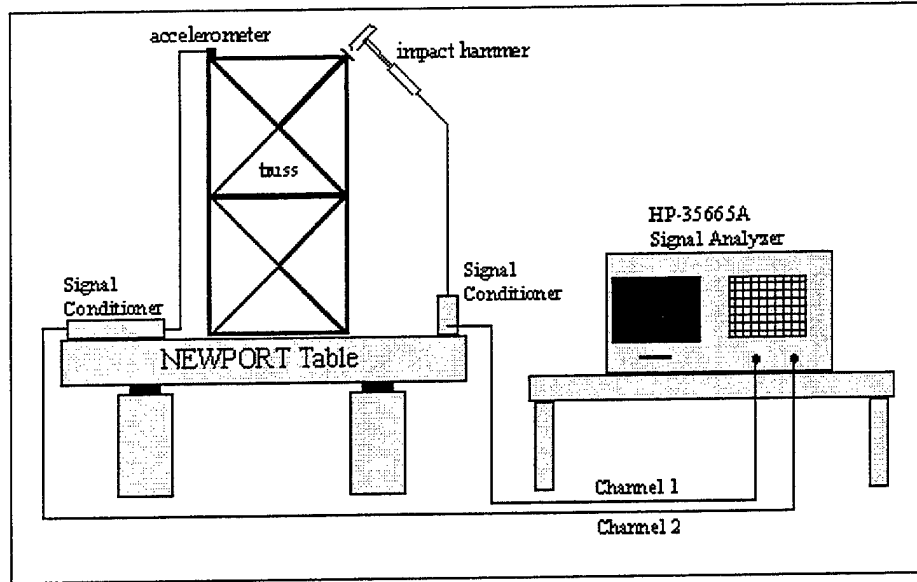 accelerometer
impact hammer
truss
HP-35665A
Signal Analyzer
Signal
Conditioner
Signal
Conditioner
NEWPORT Table
Channel 1
Channel 2